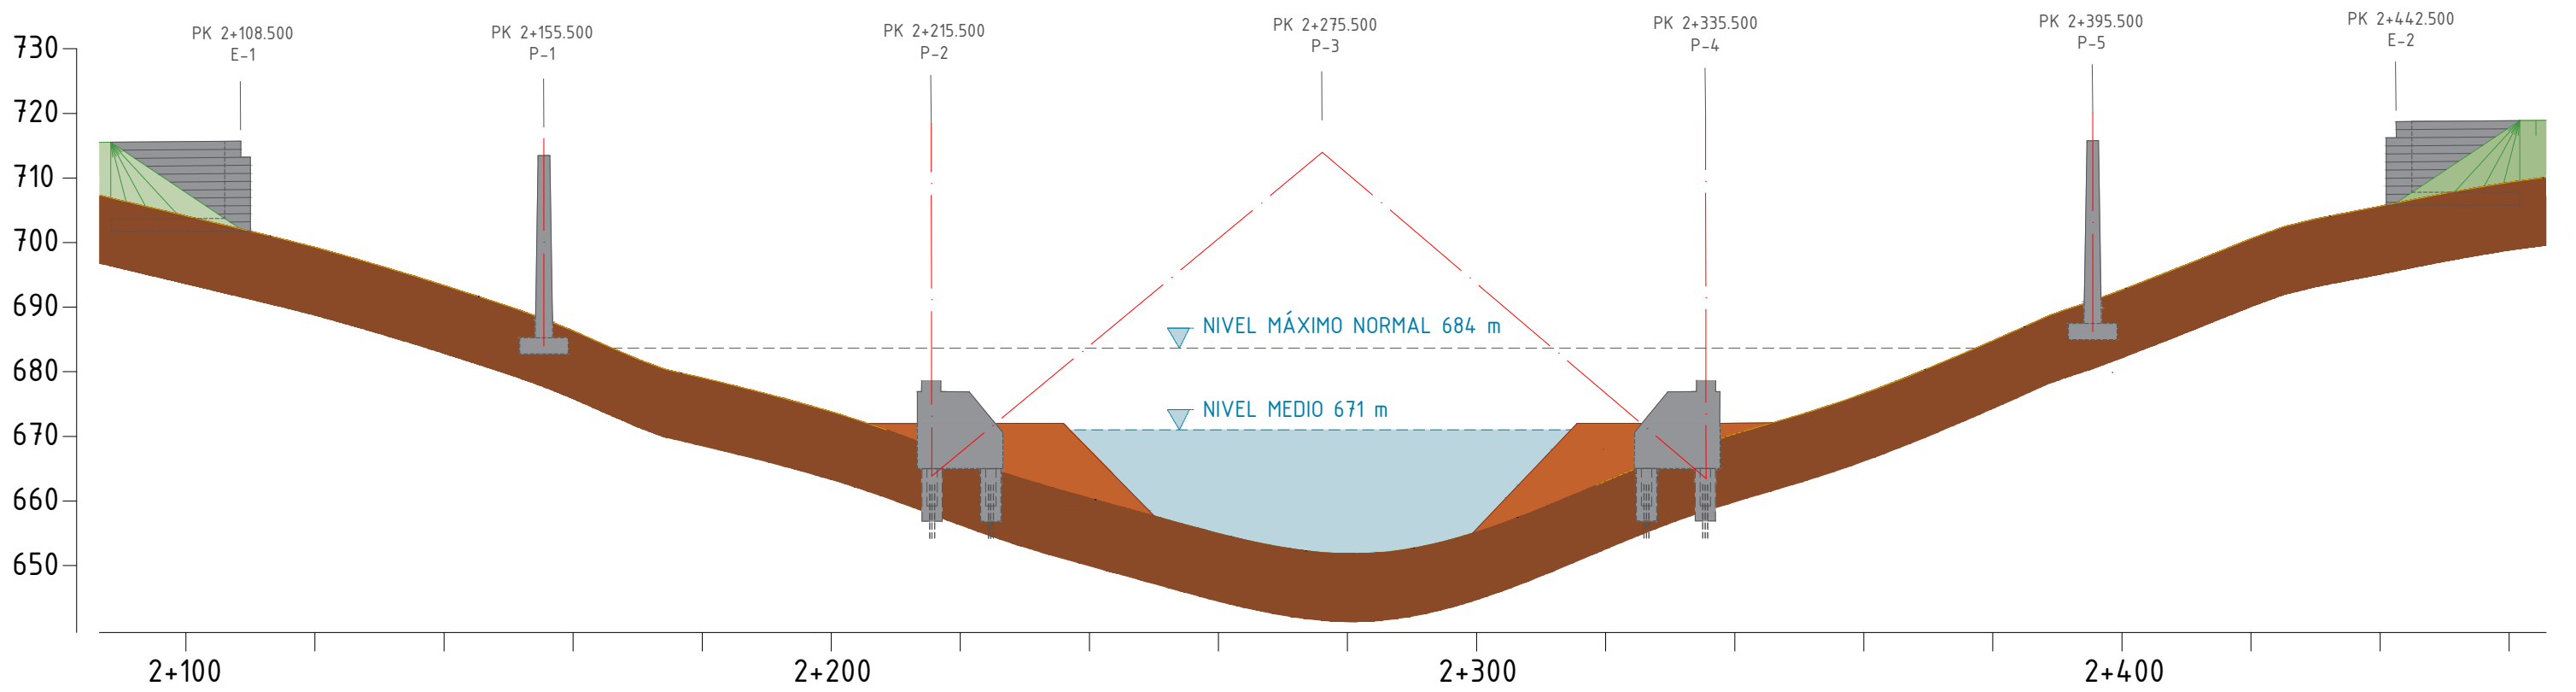 PK 2+108.500
E-1
PK 2+155.500
P-1
PK 2+215.500
P-2
PK 2+275.500
P-3
PK 2+335.500
P-4
PK 2+395.500
P-5
PK 2+442.500
E-2
730
720
710
700
690
680
670
660
650
NIVEL MÁXIMO NORMAL 684 m
NIVEL MEDIO 671 m
2+100
2+200
2+300
2+400